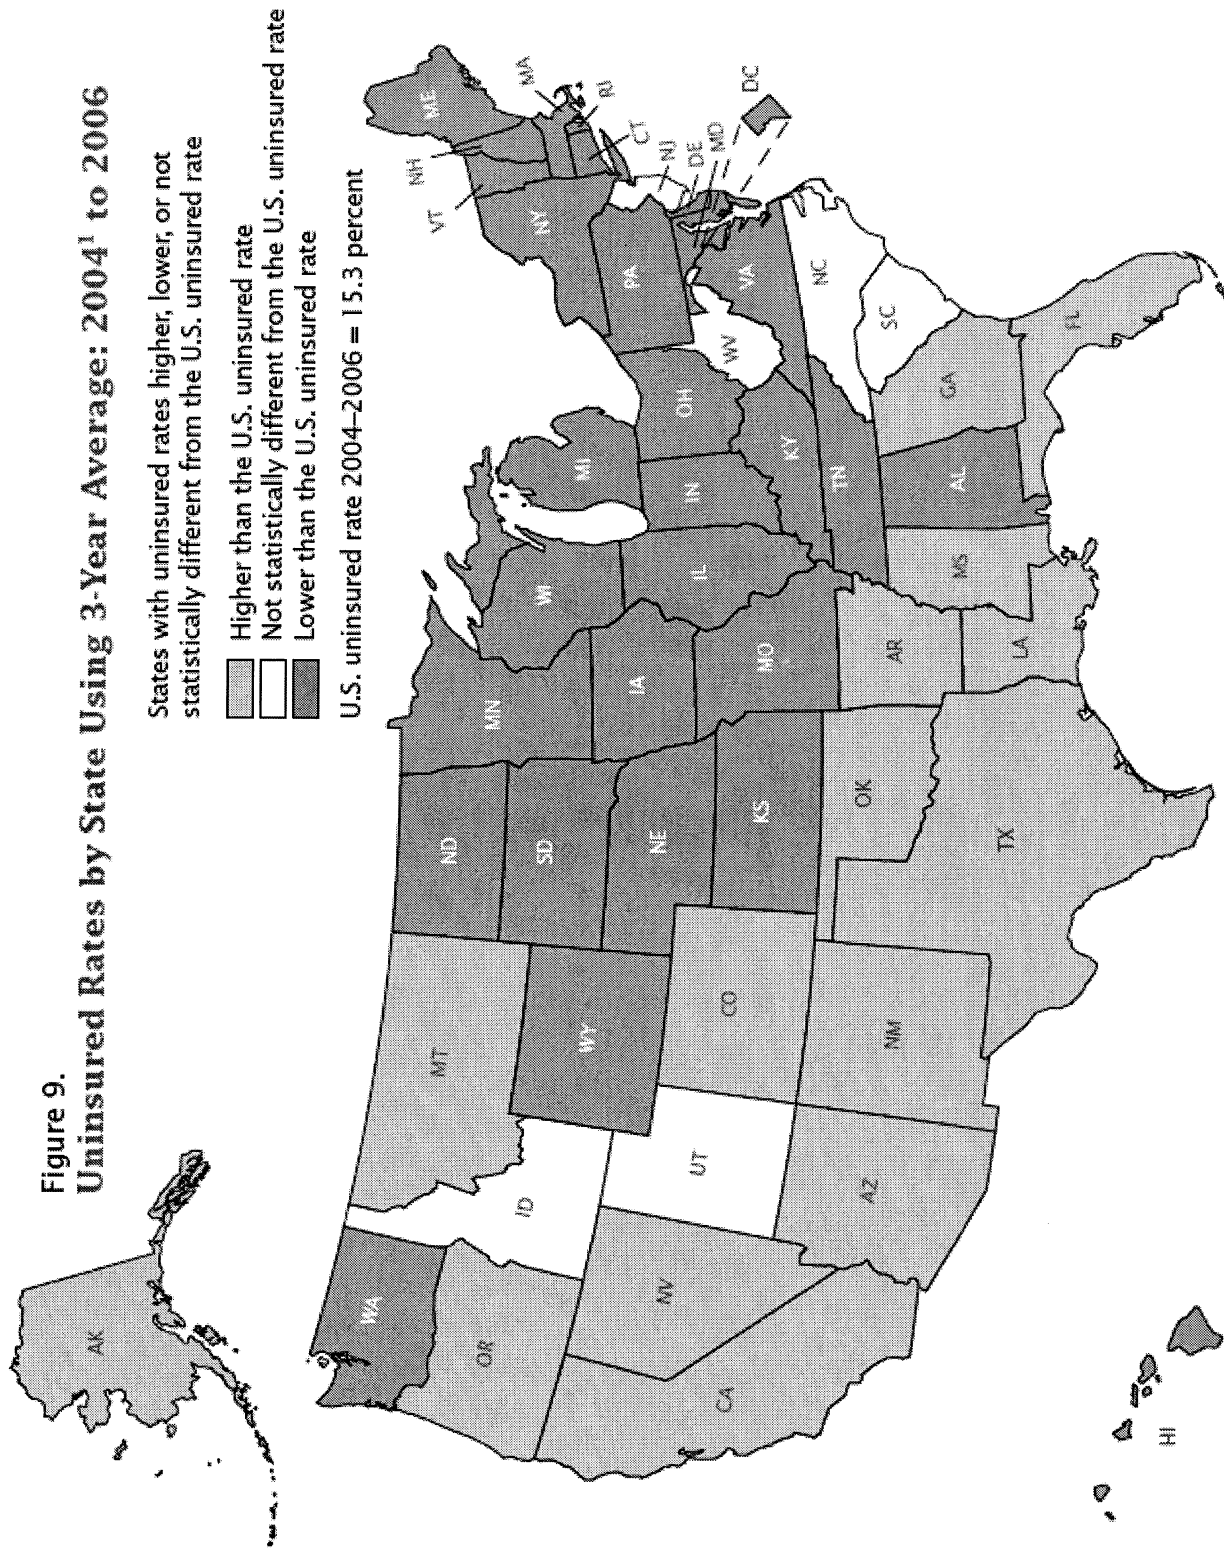 Figure 9.
Uninsured Rates by State Using 3-Year Average: 2004¹ to 2006
States with uninsured rates higher, lower, or not
statistically different from the U.S. uninsured rate
Higher than the U.S. uninsured rate
Not statistically different from the U.S. uninsured rate
Lower than the U.S. uninsured rate
U.S. uninsured rate 2004–2006 = 15.3 percent
AK
WA
OR
CA
NV
ID
UT
AZ
MT
WY
CO
NM
ND
SD
NE
KS
OK
TX
MN
IA
MO
AR
LA
WI
IL
MS
MI
IN
KY
TN
AL
OH
WV
GA
FL
SC
NC
VA
PA
NY
VT
NH
ME
MA
RI
CT
NJ
DE
MD
DC
HI